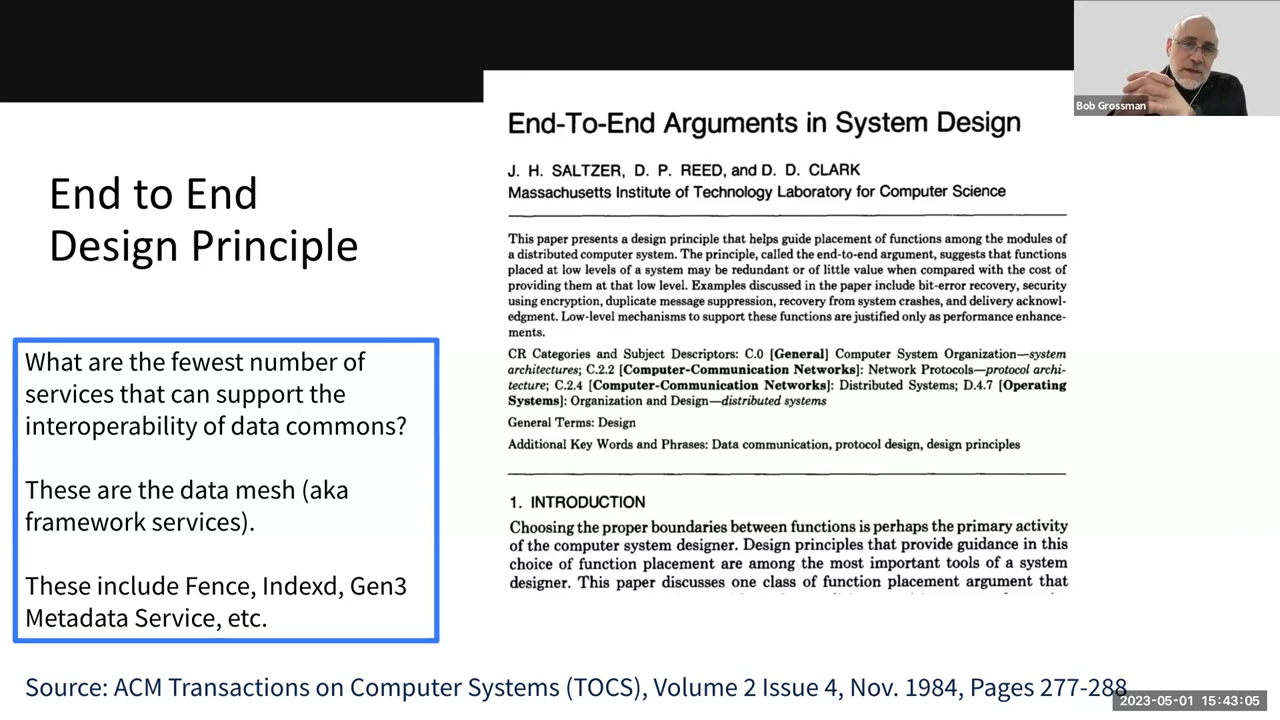 Bob Grossman
End to End
Design Principle
What are the fewest number of
services that can support the
interoperability of data commons?
These are the data mesh (aka
framework services).
These include Fence, Indexd, Gen3
Metadata Service, etc.
End-To-End Arguments in System Design
J. H. SALTZER, D. P. REED, and D. D. CLARK
Massachusetts Institute of Technology Laboratory for Computer Science
This paper presents a design principle that helps guide placement of functions among the modules of
a distributed computer system. The principle, called the end-to-end argument, suggests that functions
placed at low levels of a system may be redundant or of little value when compared with the cost of
providing them at that low level. Examples discussed in the paper include bit-error recovery, security
using encryption, duplicate message suppression, recovery from system crashes, and delivery acknowl-
edgment. Low-level mechanisms to support these functions are justified only as performance enhance-
ments.
CR Categories and Subject Descriptors: C.0 [General] Computer System Organization—system
architectures; C.2.2 [Computer-Communication Networks]: Network Protocols—protocol archi-
tecture; C.2.4 [Computer-Communication Networks]: Distributed Systems; D.4.7 [Operating
Systems]: Organization and Design—distributed systems
General Terms: Design
Additional Key Words and Phrases: Data communication, protocol design, design principles
1. INTRODUCTION
Choosing the proper boundaries between functions is perhaps the primary activity
of the computer system designer. Design principles that provide guidance in this
choice of function placement are among the most important tools of a system
designer. This paper discusses one class of function placement argument that
Source: ACM Transactions on Computer Systems (TOCS), Volume 2 Issue 4, Nov. 1984, Pages 277-288
2023-05-01 15:43:05